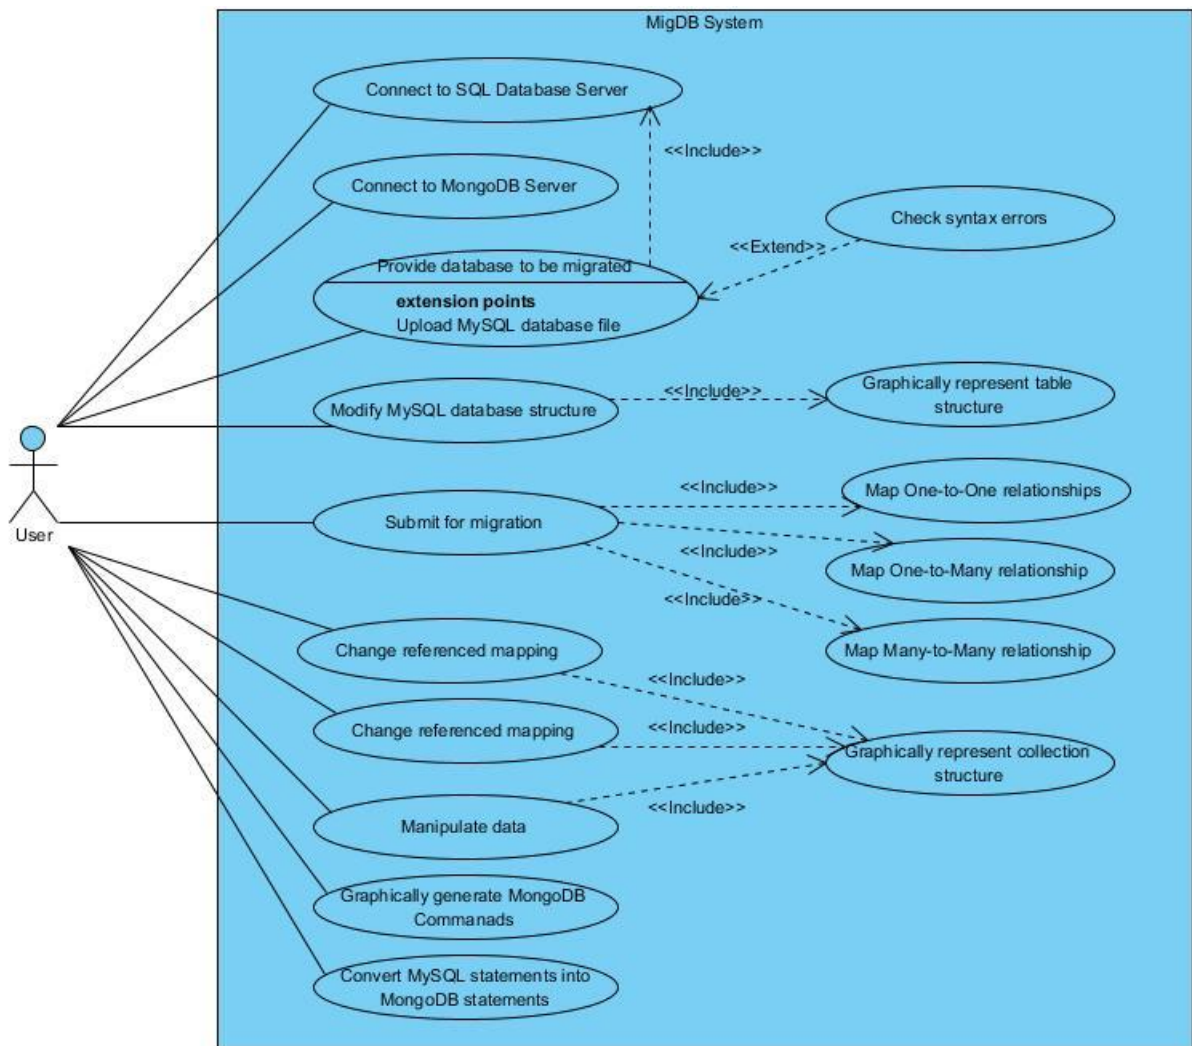 MigDB System
Connect to SQL Database Server
<<Include>>
Connect to MongoDB Server
Check syntax errors
<<Extend>>
Provide database to be migrated
extension points
Upload MySQL database file
Modify MySQL database structure
<<Include>>
Graphically represent table
structure
User
Submit for migration
<<Include>>
Map One-to-One relationships
<<Include>>
Map One-to-Many relationship
<<Include>>
Map Many-to-Many relationship
Change referenced mapping
<<Include>>
Change referenced mapping
<<Include>>
Graphically represent collection
structure
<<Include>>
Manipulate data
Graphically generate MongoDB
Commanads
Convert MySQL statements into
MongoDB statements